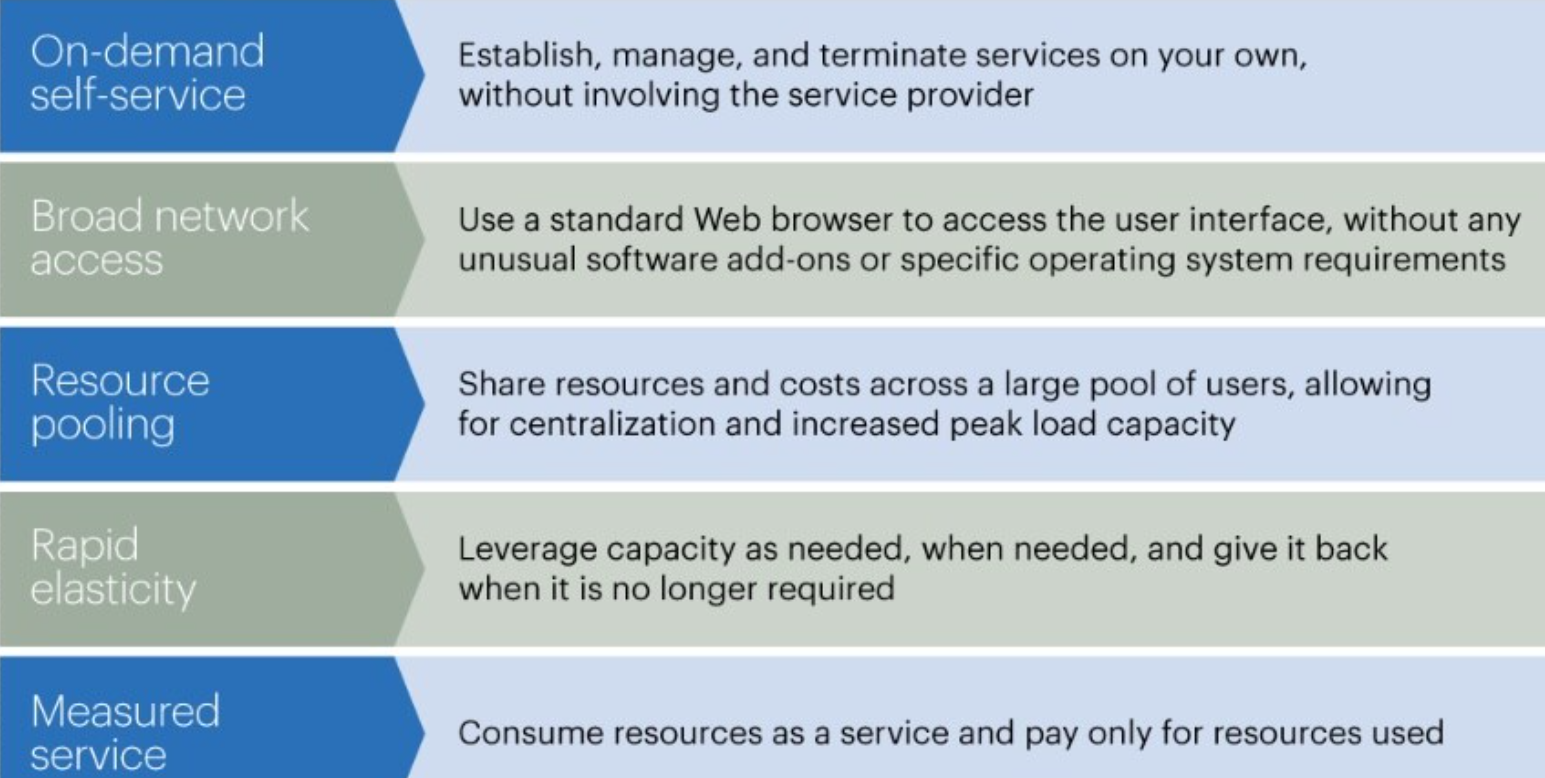 On-demand
self-service
Establish, manage, and terminate services on your own,
without involving the service provider
Broad network
access
Use a standard Web browser to access the user interface, without any
unusual software add-ons or specific operating system requirements
Resource
pooling
Share resources and costs across a large pool of users, allowing
for centralization and increased peak load capacity
Rapid
elasticity
Leverage capacity as needed, when needed, and give it back
when it is no longer required
Measured
service
Consume resources as a service and pay only for resources used